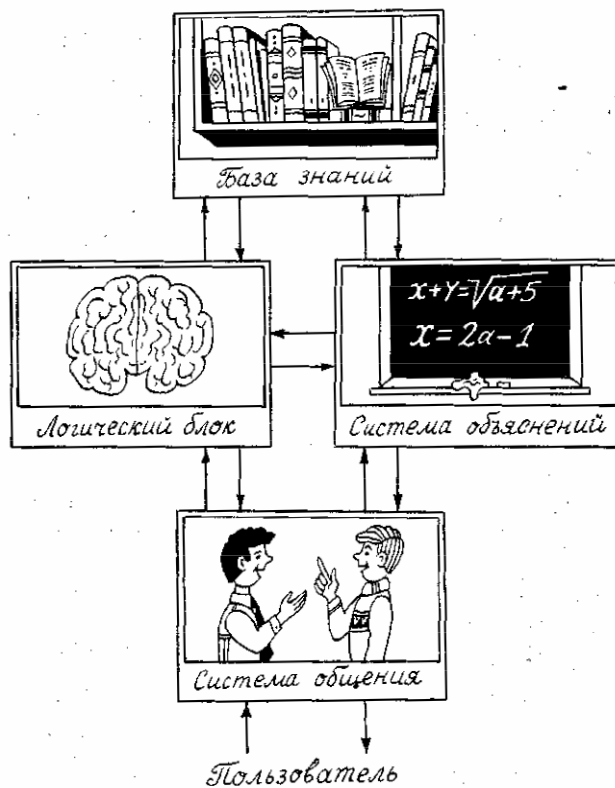 База знаний
x+y=√a+5
x=2a-1
Логический блок
Система объяснений
Система общения
Пользователь